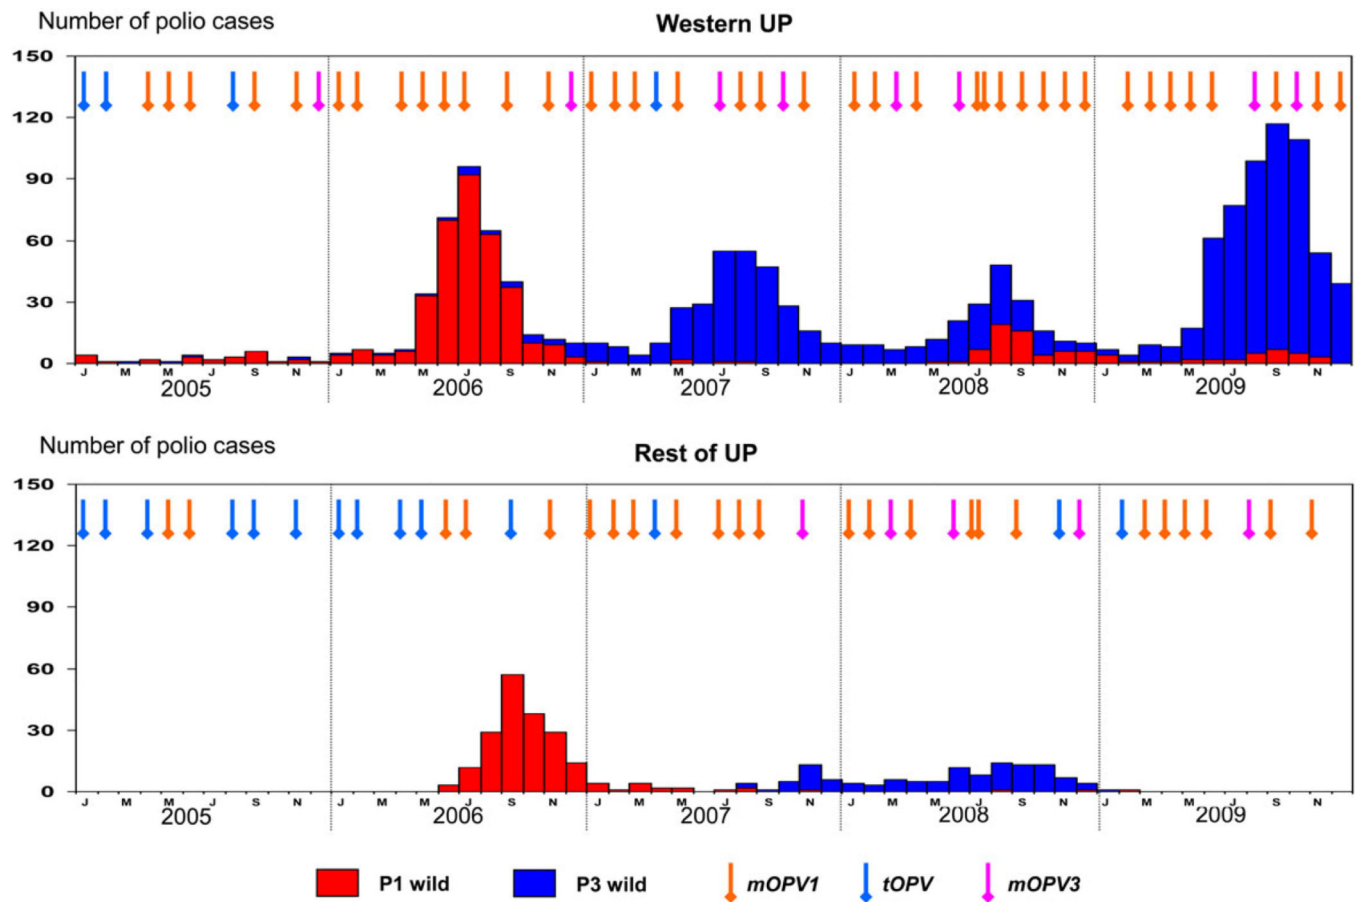 Number of polio cases
Western UP
150
120
90
60
30
0
J M M J S N J M M J S N J M M J S N J M M J S N J M M J S N
2005 2006 2007 2008 2009
Number of polio cases
Rest of UP
150
120
90
60
30
0
J M M J S N J M M J S N J M M J S N J M M J S N J M M J S N
2005 2006 2007 2008 2009
P1 wild P3 wild mOPV1 tOPV mOPV3